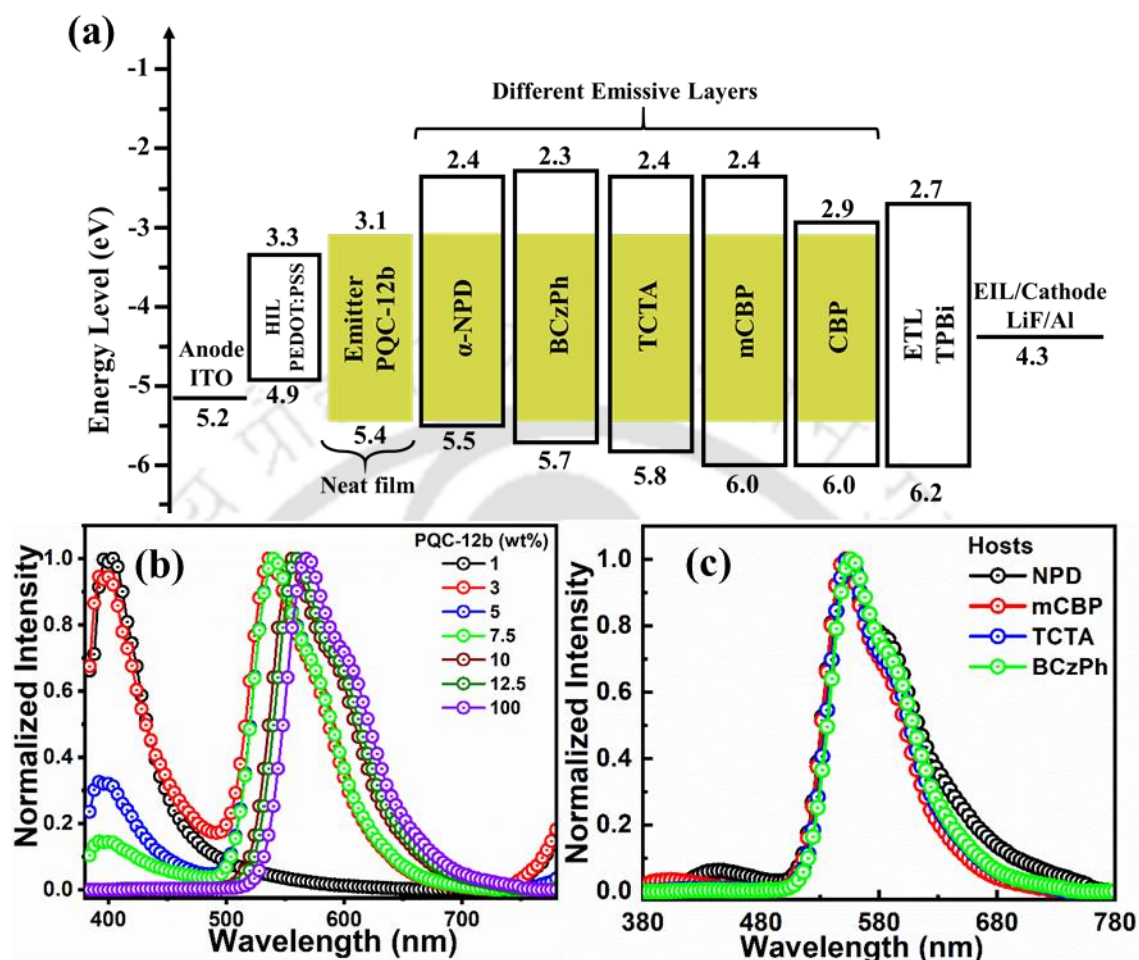 (a)
-1
-2
-3
-4
-5
-6
Energy Level (eV)
Different Emissive Layers
2.4
2.3
2.4
2.4
2.9
2.7
3.3
3.1
Anode
ITO
5.2
HIL
PEDOT:PSS
4.9
Emitter
PQC-12b
5.4
Neat film
α-NPD
5.5
BCzPh
5.7
TCTA
5.8
mCBP
6.0
CBP
6.0
ETL
TPBi
6.2
EIL/Cathode
LiF/Al
4.3
(b)
PQC-12b (wt%)
1
3
5
7.5
10
12.5
100
1.0
0.8
0.6
0.4
0.2
0.0
Normalized Intensity
400
500
600
700
Wavelength (nm)
(c)
Hosts
NPD
mCBP
TCTA
BCzPh
1.0
0.8
0.6
0.4
0.2
0.0
Normalized Intensity
380
480
580
680
780
Wavelength (nm)